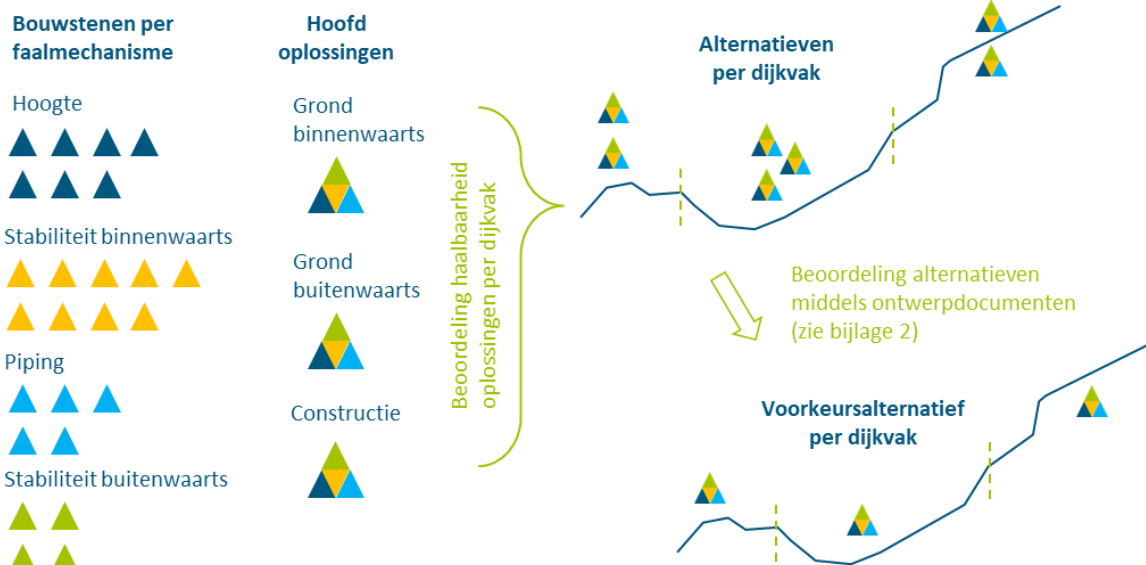 Bouwstenen per
faalmechanisme
Hoogte
Stabiliteit binnenwaarts
Piping
Stabiliteit buitenwaarts
Hoofd
oplossingen
Grond
binnenwaarts
Grond
buitenwaarts
Constructie
Beoordeling haalbaarheid
oplossingen per dijkvak
Alternatieven
per dijkvak
Beoordeling alternatieven
middels ontwerpdocumenten
(zie bijlage 2)
Voorkeursalternatief
per dijkvak